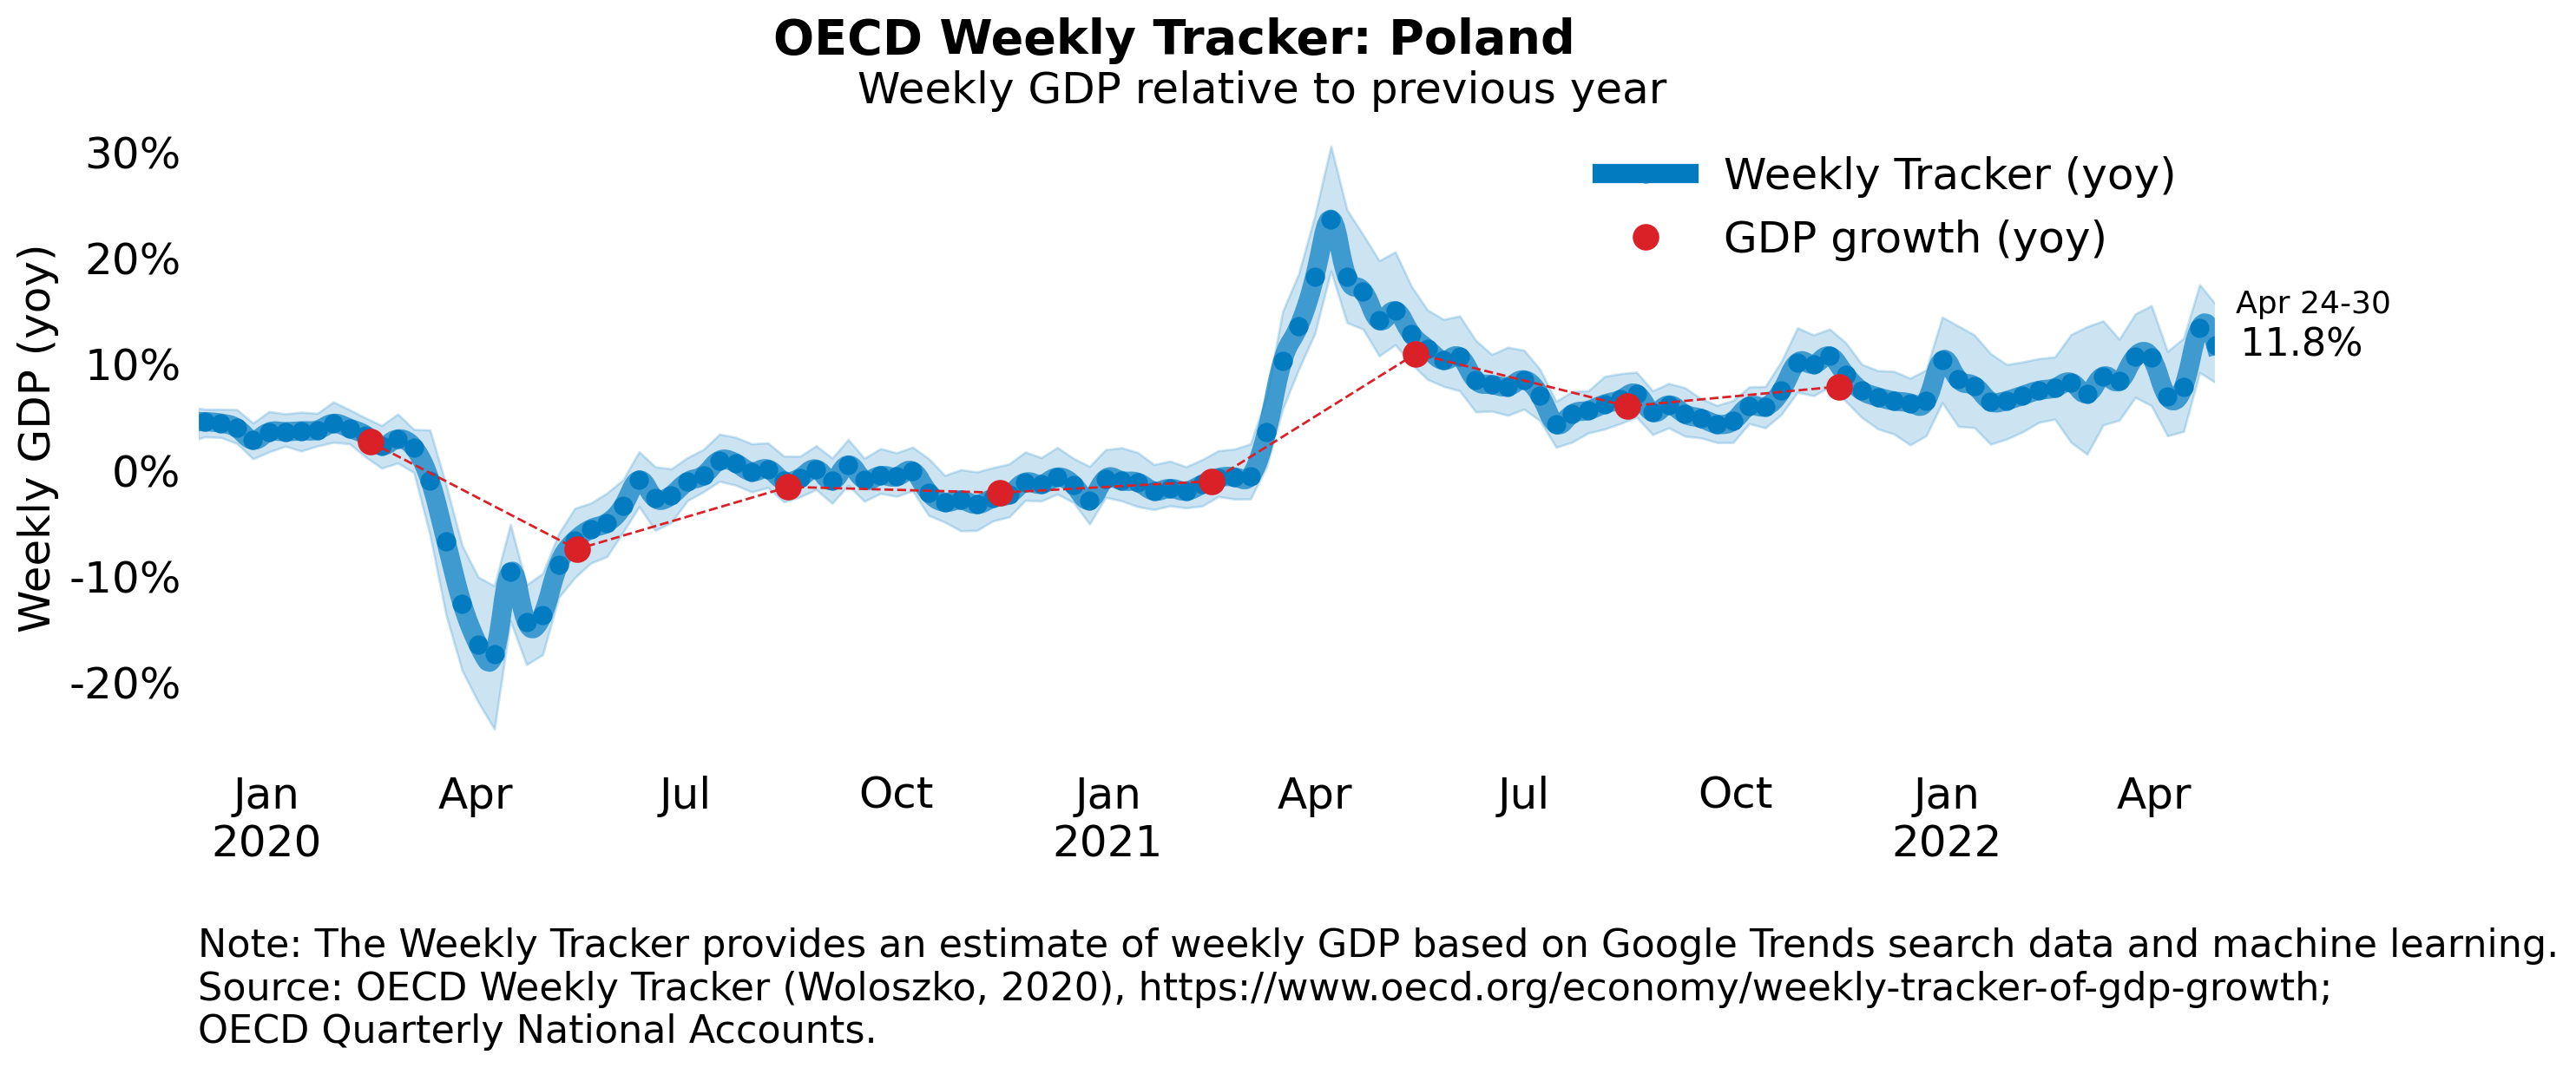 OECD Weekly Tracker: Poland
Weekly GDP relative to previous year
Weekly GDP (yoy)
30%
20%
10%
0%
-10%
-20%
Weekly Tracker (yoy)
GDP growth (yoy)
Apr 24-30
11.8%
Jan Apr Jul Oct Jan Apr Jul Oct Jan Apr
2020 2021 2022
Note: The Weekly Tracker provides an estimate of weekly GDP based on Google Trends search data and machine learning.
Source: OECD Weekly Tracker (Woloszko, 2020), https://www.oecd.org/economy/weekly-tracker-of-gdp-growth;
OECD Quarterly National Accounts.